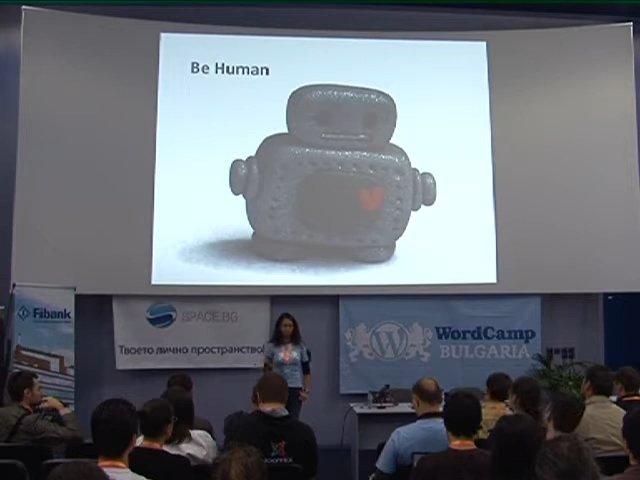 Be Human
Fibank
SPACE.BG
Твоето лично пространство!
WordCamp
BULGARIA